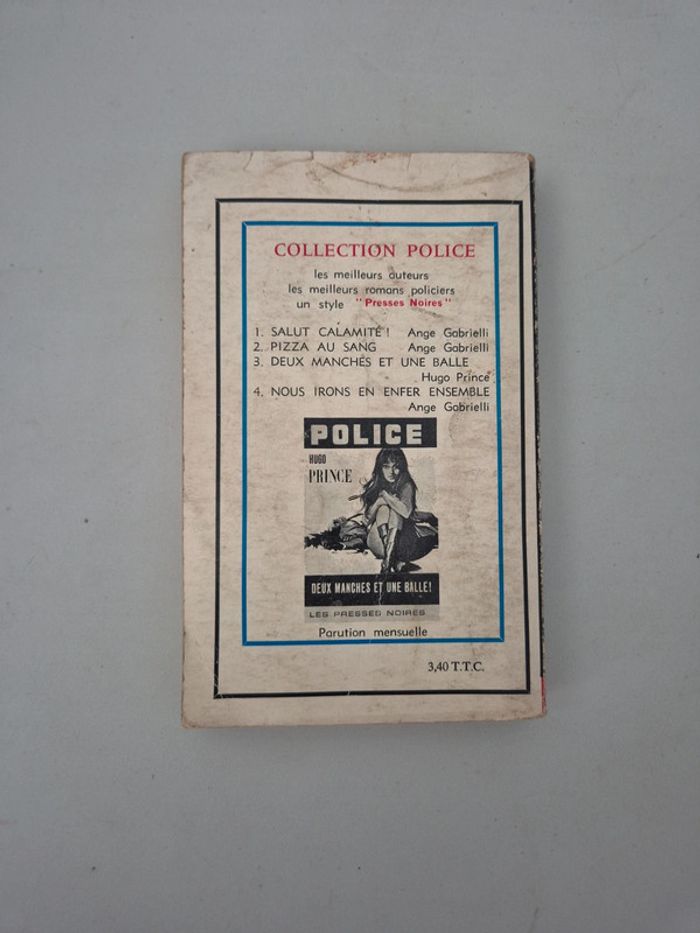 COLLECTION POLICE
les meilleurs auteurs
les meilleurs romans policiers
un style "Presses Noires"
1. SALUT CALAMITÉ ! Ange Gabrielli
2. PIZZA AU SANG Ange Gabrielli
3. DEUX MANCHES ET UNE BALLE
Hugo Prince
4. NOUS IRONS EN ENFER ENSEMBLE
Ange Gabrielli
POLICE
HUGO
PRINCE
DEUX MANCHES ET UNE BALLE!
LES PRESSES NOIRES
Parution mensuelle
3,40 T.T.C.